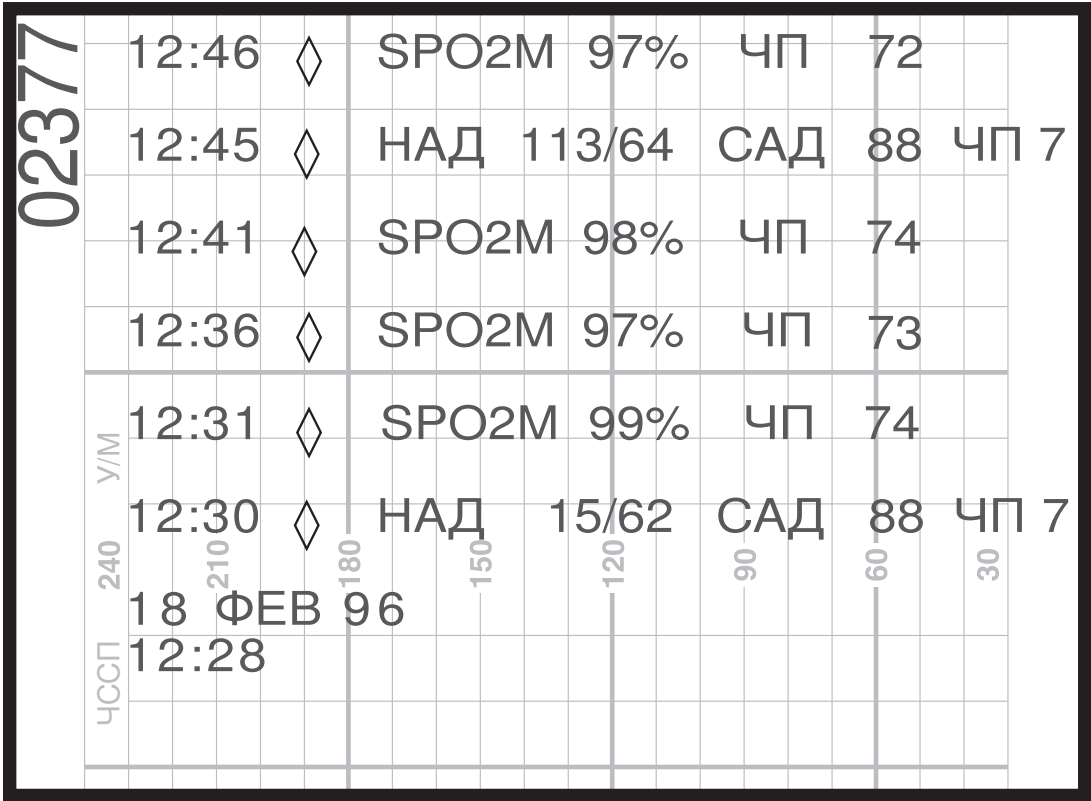 02377
12:46 ◊ SPO2M 97% ЧП 72
12:45 ◊ НАД 113/64 САД 88 ЧП 7
12:41 ◊ SPO2M 98% ЧП 74
12:36 ◊ SPO2M 97% ЧП 73
12:31 ◊ SPO2M 99% ЧП 74
У/М
12:30 ◊ НАД 15/62 САД 88 ЧП 7
240 210 180 150 120 90 60 30
18 ФЕВ 96
12:28
ЧССП